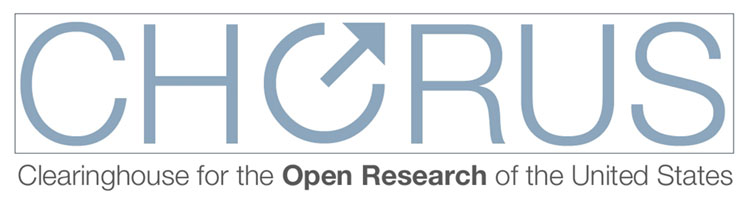 CHORUS
Clearinghouse for the Open Research of the United States